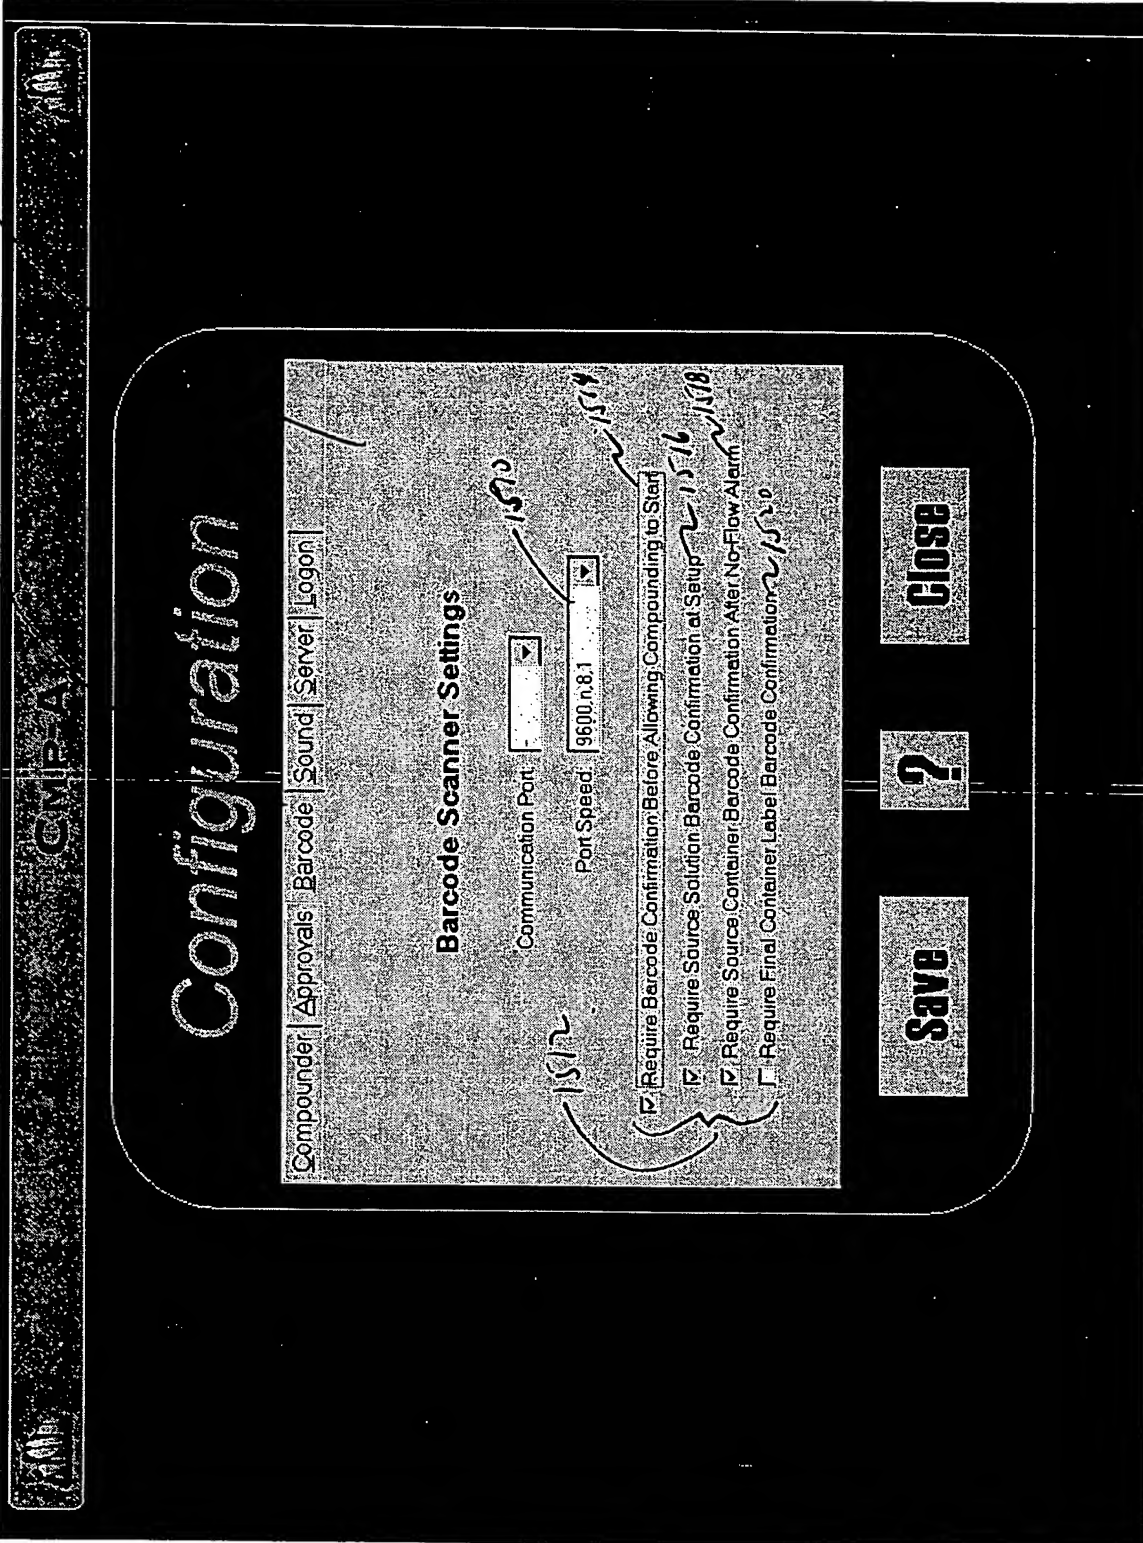 CMP-A
Configuration
Compounder Approvals Barcode Sound Server Logon
Barcode Scanner Settings
Communication Port:
1510
Port Speed: 9600,n,8,1
1512
1514
Require Barcode Confirmation Before Allowing Compounding to Start
Require Source Solution Barcode Confirmation at Setup 1516
Require Source Container Barcode Confirmation After No-Flow Alarm 1518
Require Final Container Label Barcode Confirmation 1520
Save ? Close